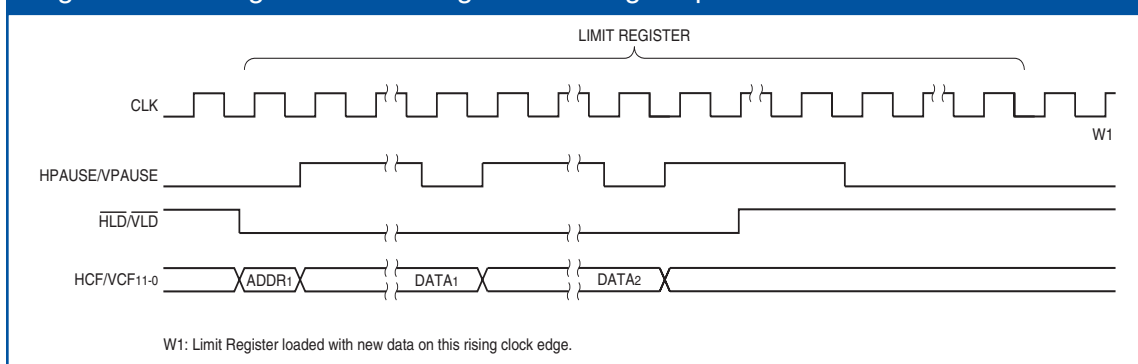 LIMIT REGISTER
CLK
W1
HPAUSE/VPAUSE
HLD/VLD
HCF/VCF11-0
ADDR1
DATA1
DATA2
W1: Limit Register loaded with new data on this rising clock edge.